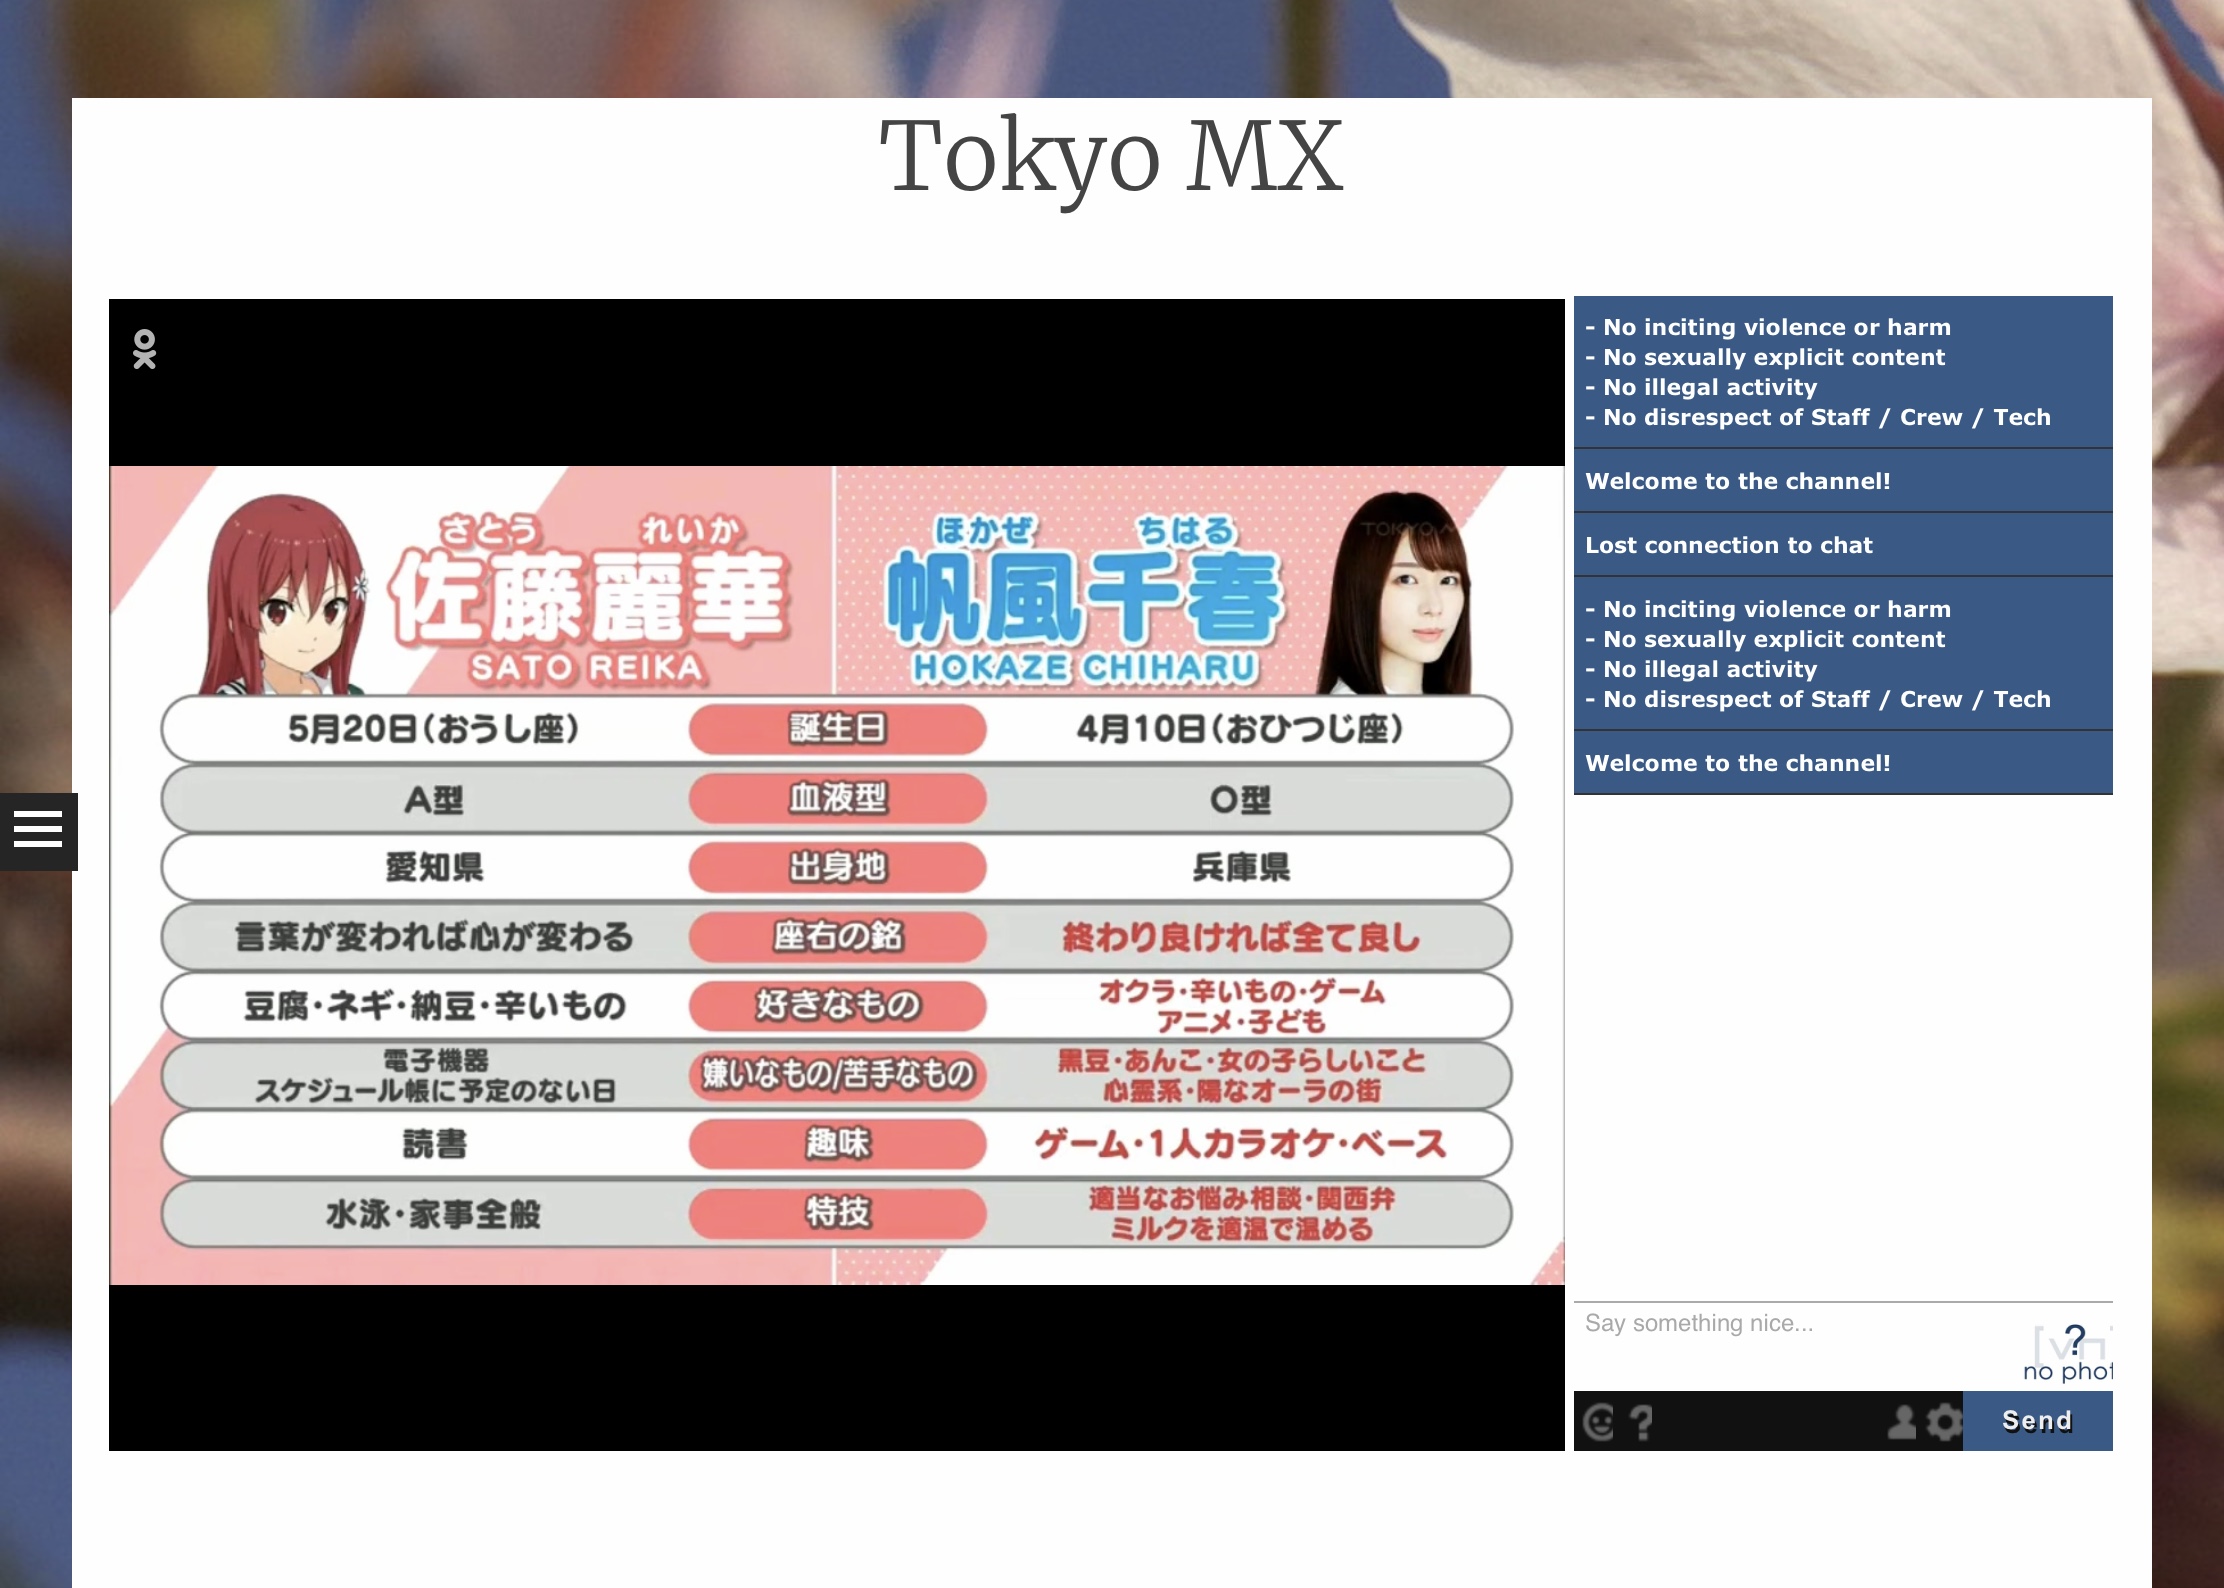 Tokyo MX
さとう れいか
佐藤麗華
SATO REIKA
ほかぜ ちはる
帆風千春
HOKAZE CHIHARU
TOKYO M
5月20日(おうし座) 誕生日 4月10日(おひつじ座)
A型 血液型 O型
愛知県 出身地 兵庫県
言葉が変われば心が変わる 座右の銘 終わり良ければ全て良し
豆腐・ネギ・納豆・辛いもの 好きなもの オクラ・辛いもの・ゲーム
アニメ・子ども
電子機器
スケジュール帳に予定のない日 嫌いなもの/苦手なもの 黒豆・あんこ・女の子らしいこと
心霊系・陽なオーラの街
読書 趣味 ゲーム・1人カラオケ・ベース
水泳・家事全般 特技 適当なお悩み相談・関西弁
ミルクを適温で温める
- No inciting violence or harm
- No sexually explicit content
- No illegal activity
- No disrespect of Staff / Crew / Tech
Welcome to the channel!
Lost connection to chat
- No inciting violence or harm
- No sexually explicit content
- No illegal activity
- No disrespect of Staff / Crew / Tech
Welcome to the channel!
Say something nice...
?
no phot
? Send